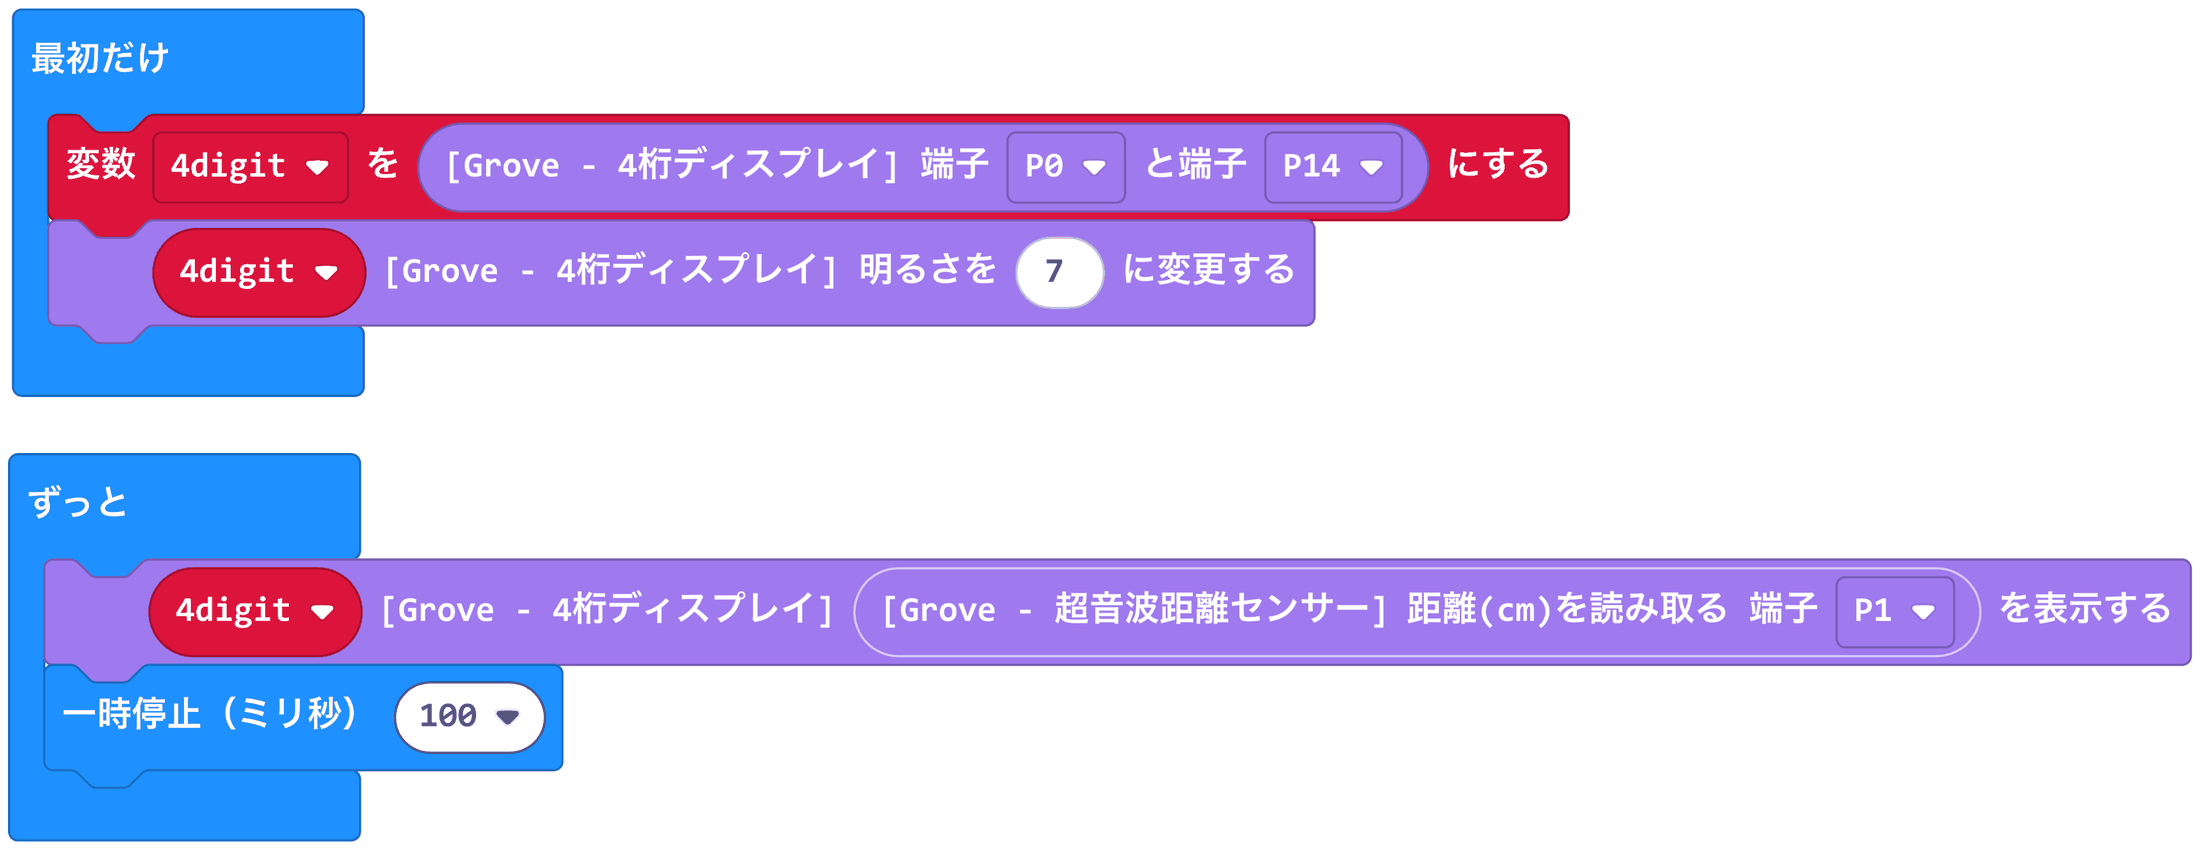 最初だけ
変数 4digit を [Grove - 4桁ディスプレイ] 端子 P0 と端子 P14 にする
4digit [Grove - 4桁ディスプレイ] 明るさを 7 に変更する
ずっと
4digit [Grove - 4桁ディスプレイ] [Grove - 超音波距離センサー] 距離(cm)を読み取る 端子 P1 を表示する
一時停止（ミリ秒） 100